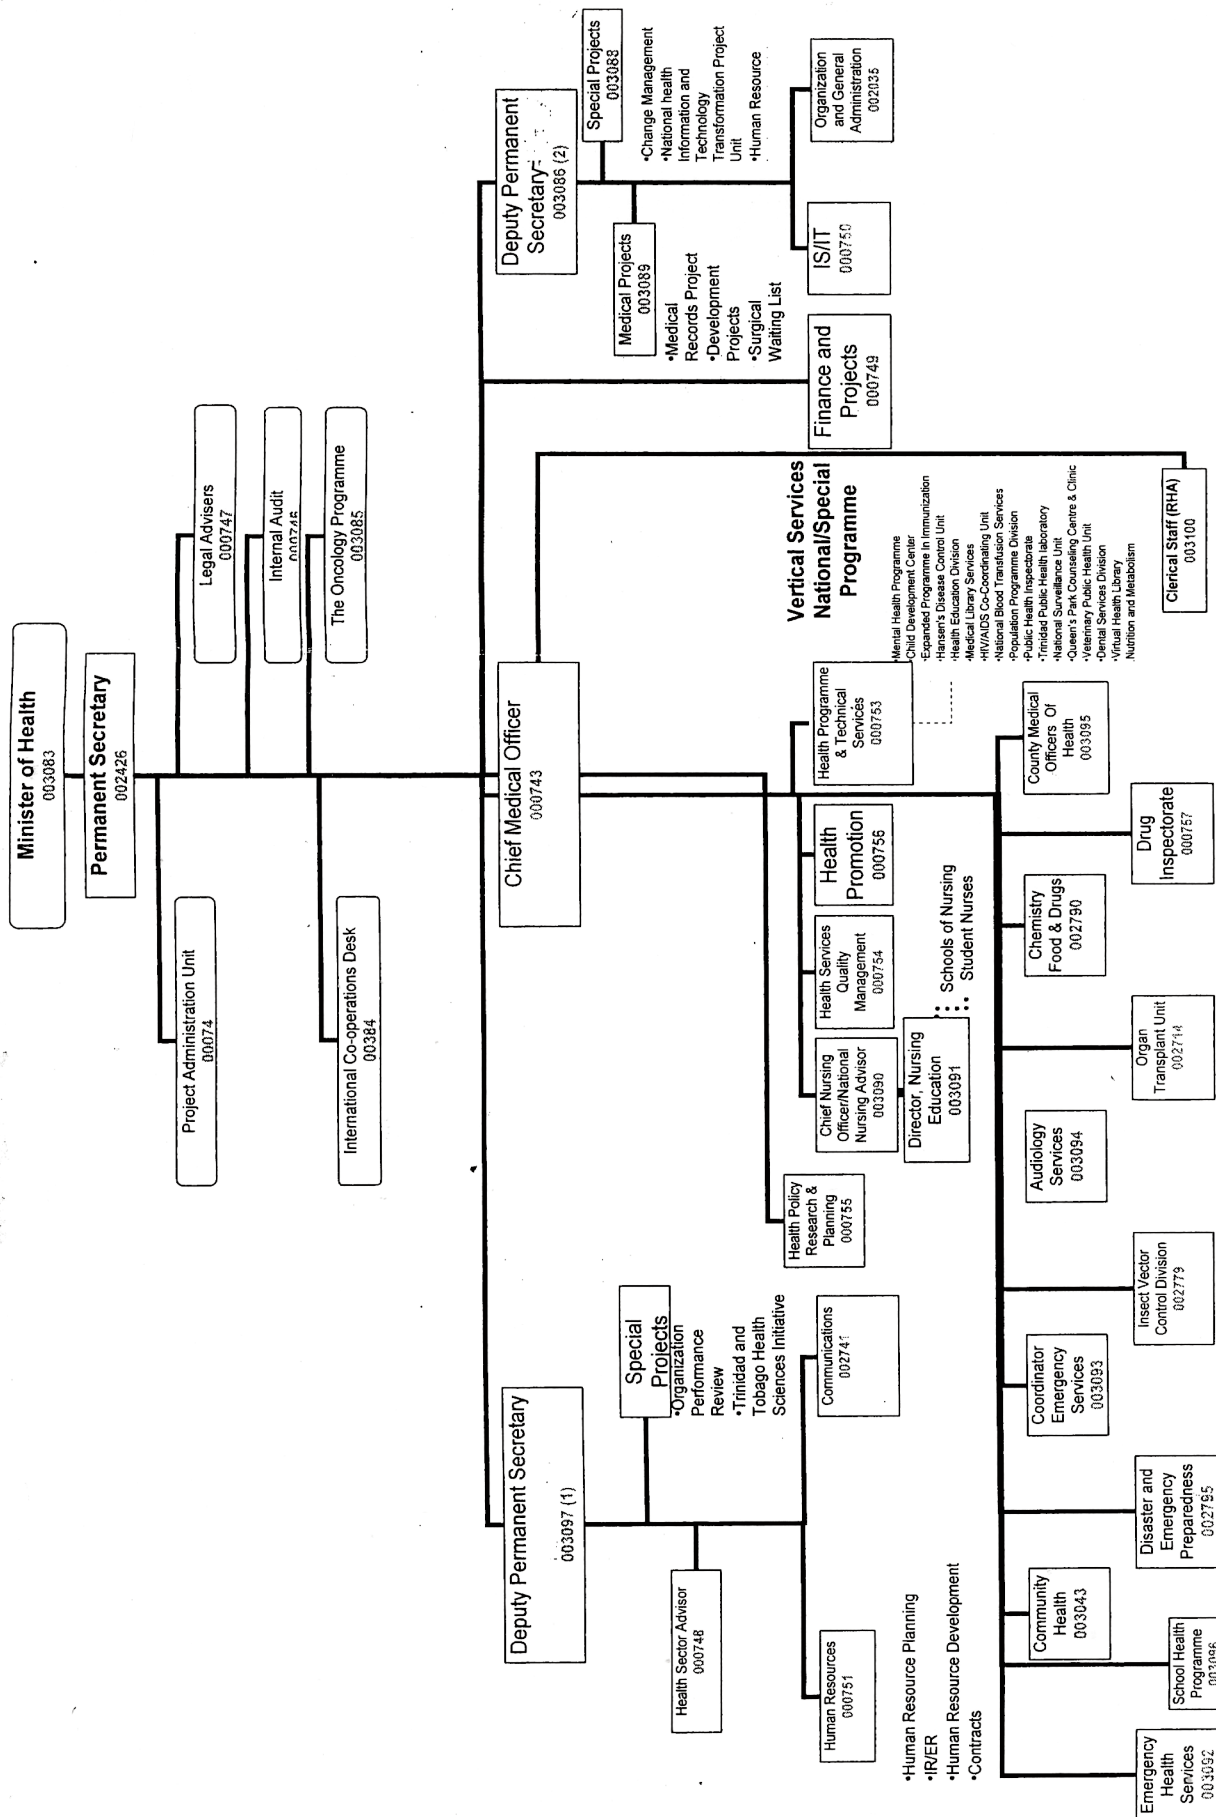 Minister of Health
003083
Permanent Secretary
002426
Project Administration Unit
00074
Legal Advisers
000747
Internal Audit
The Oncology Programme
003085
International Co-operations Desk
00384
Deputy Permanent Secretary
003097 (1)
Special
Projects
•Organization
Performance
Review
•Trinidad and
Tobago Health
Sciences Initiative
Health Sector Advisor
000748
Human Resources
000751
•Human Resource Planning
•IR/ER
•Human Resource Development
•Contracts
Communications
002741
Chief Medical Officer
000743
Health Policy
Research &
Planning
000755
Chief Nursing
Officer/National
Nursing Advisor
003090
Director, Nursing
Education
003091
Schools of Nursing
Student Nurses
Health Services
Quality
Management
000754
Health
Promotion
000756
Health Programme
& Technical
Services
000753
Vertical Services
National/Special
Programme
•Mental Health Programme
•Child Development Center
•Expanded Programme In Immunization
•Hansen's Disease Control Unit
•Health Education Division
•Medical Library Services
•HIV/AIDS Co-Coordinating Unit
•National Blood Transfusion Services
•Population Programme Division
•Public Health Inspectorate
•Trinidad Public Health laboratory
•National Surveillance Unit
•Queen's Park Counseling Centre & Clinic
•Veterinary Public Health Unit
•Dental Services Division
•Virtual Health Library
.Nutrition and Metabolism
Deputy Permanent
Secretary
003086 (2)
Special Projects
003088
•Change Management
•National health
Information and
Technology
Transformation Project
Unit
•Human Resource
Medical Projects
003089
•Medical
Records Project
•Development
Projects
•Surgical
Waiting List
Finance and
Projects
000749
IS/IT
000750
Organization
and General
Administration
002035
Clerical Staff (RHA)
003100
Emergency
Health
Services
003092
School Health
Programme
003096
Community
Health
003043
Disaster and
Emergency
Preparedness
002795
Coordinator
Emergency
Services
003093
Insect Vector
Control Division
002779
Audiology
Services
003094
Organ
Transplant Unit
002714
Chemistry
Food & Drugs
002790
Drug
Inspectorate
000757
County Medical
Officers Of
Health
003095